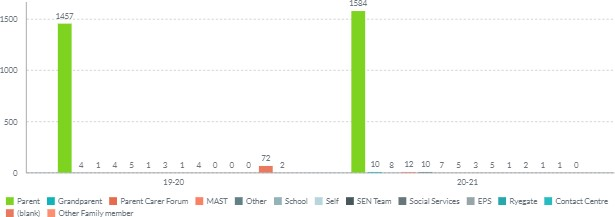 1584
1500
1457
1000
500
0
4 1 4 5 1 3 1 4 0 0 0 72 2
10 8 12 10 7 5 3 5 1 2 1 1 0
19-20 20-21
Parent Grandparent Parent Carer Forum MAST Other School Self SEN Team Social Services EPS Ryegate Contact Centre
(blank) Other Family member